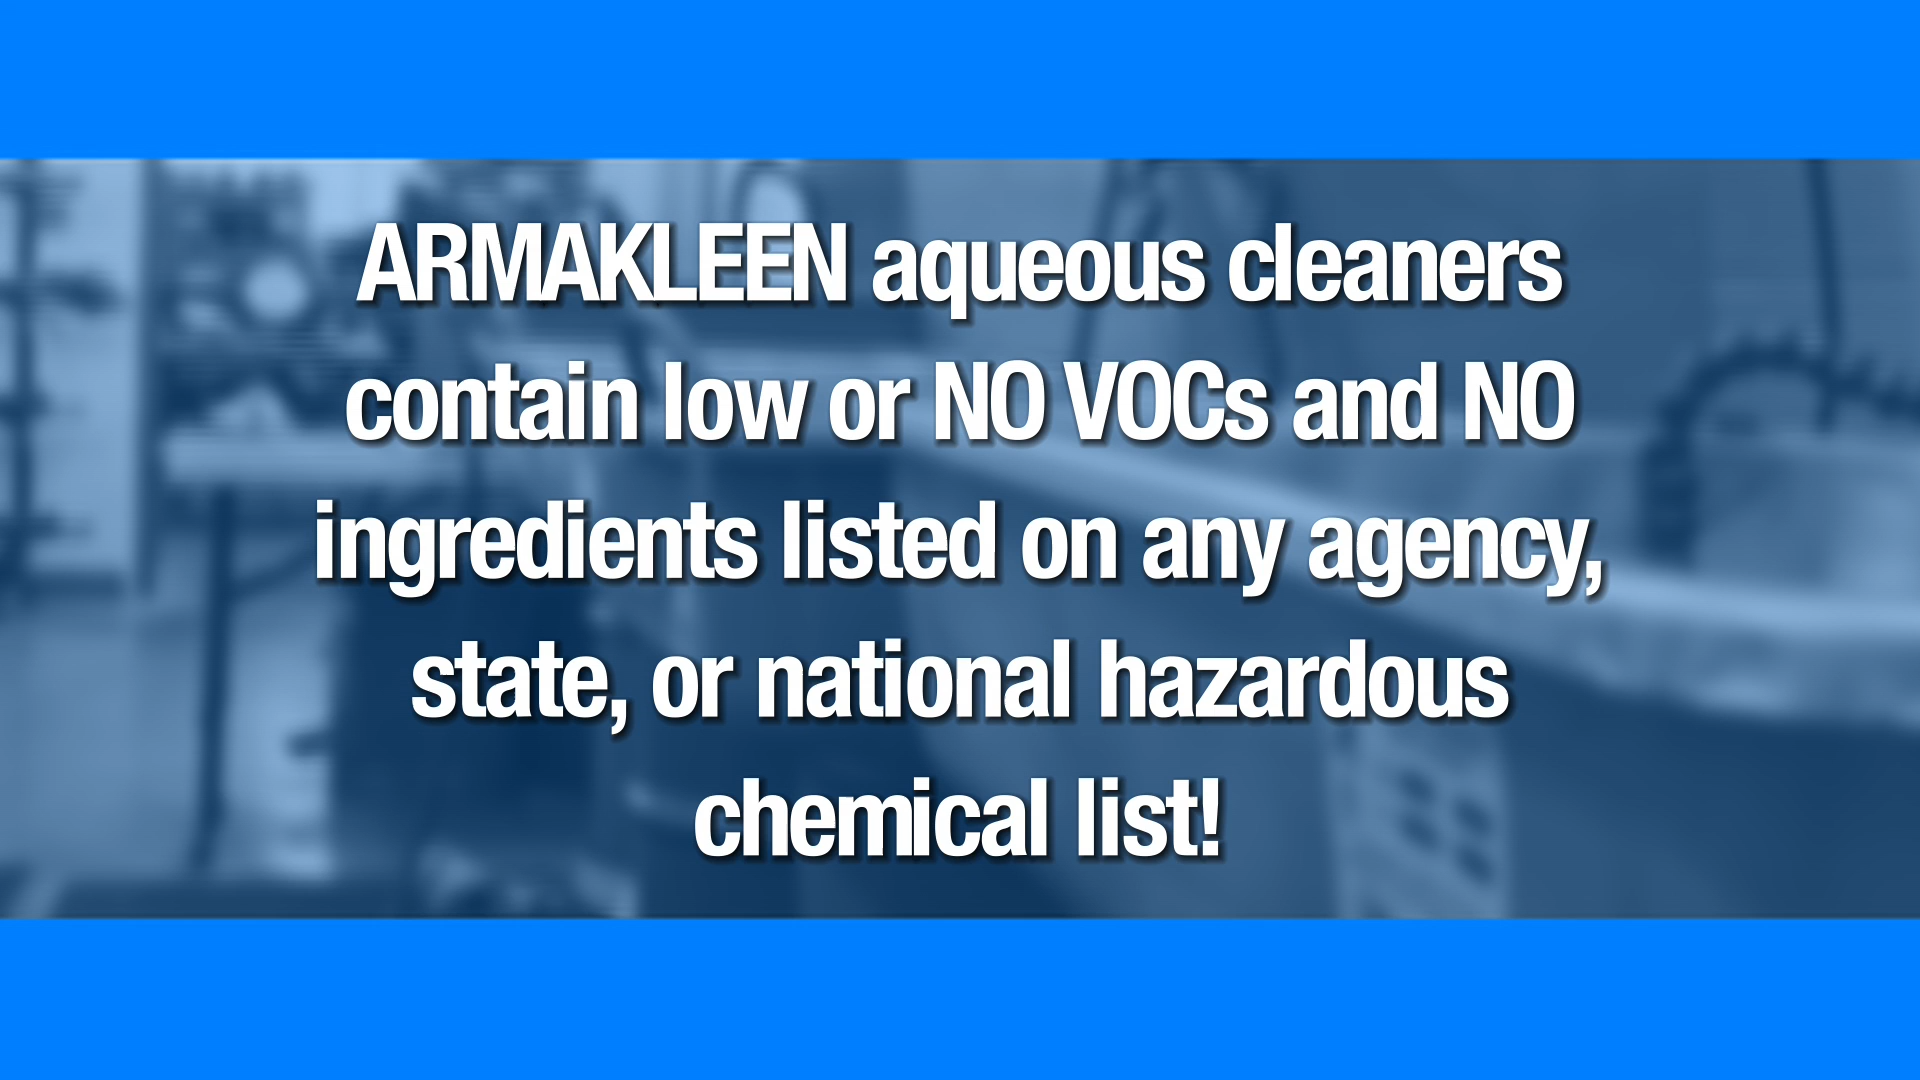 ARMAKLEEN aqueous cleaners
contain low or NO VOCs and NO
ingredients listed on any agency,
state, or national hazardous
chemical list!